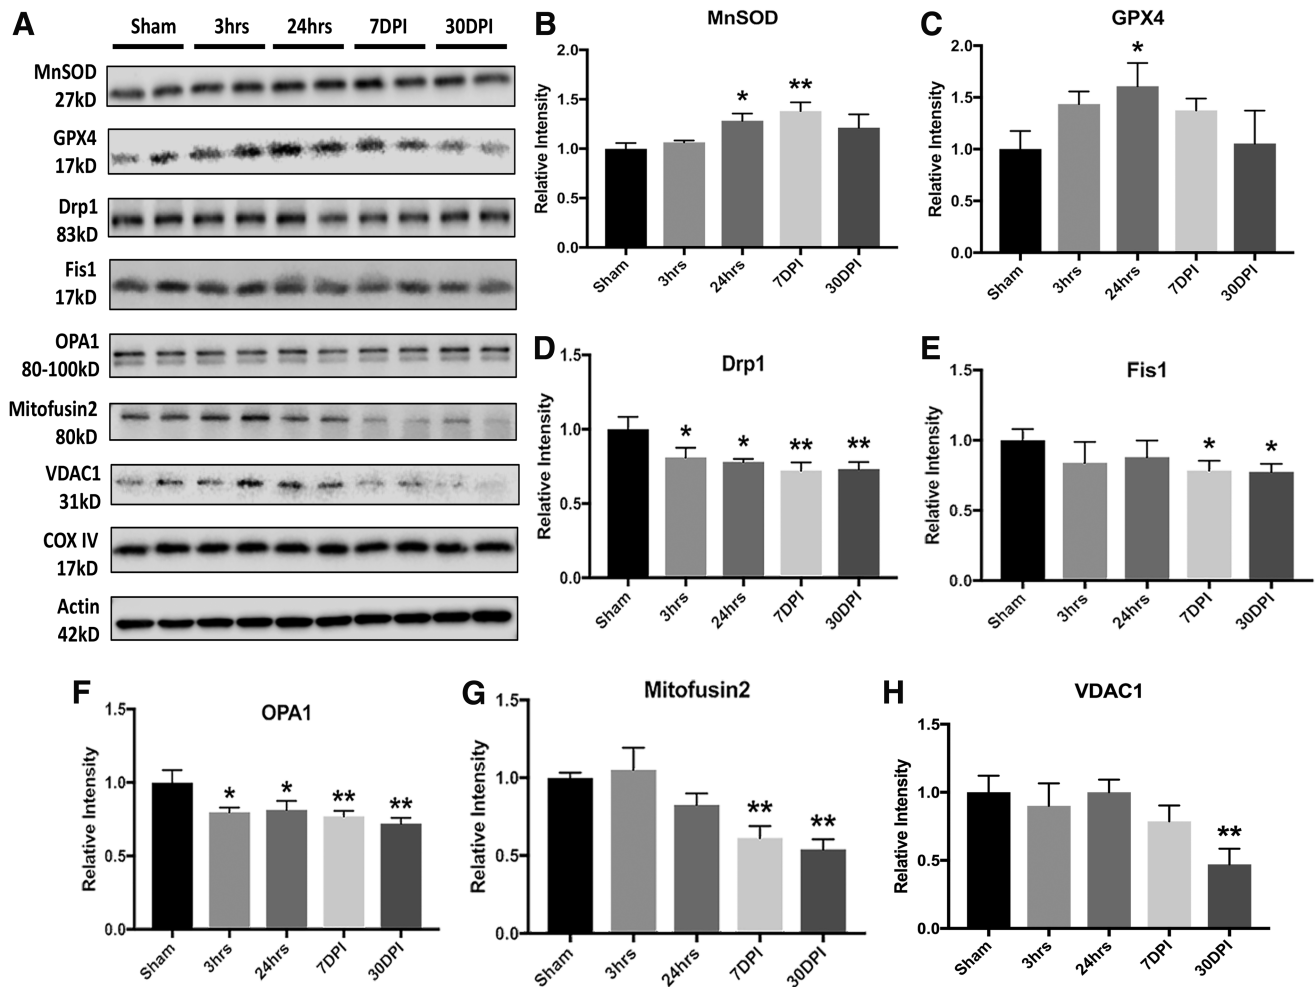 A
Sham 3hrs 24hrs 7DPI 30DPI
MnSOD
27kD
GPX4
17kD
Drp1
83kD
Fis1
17kD
OPA1
80-100kD
Mitofusin2
80kD
VDAC1
31kD
COX IV
17kD
Actin
42kD
B
MnSOD
Relative Intensity
2.0
1.5
1.0
0.5
0.0
* **
Sham 3hrs 24hrs 7DPI 30DPI
C
GPX4
Relative Intensity
2.0
1.5
1.0
0.5
0.0
*
Sham 3hrs 24hrs 7DPI 30DPI
D
Drp1
Relative Intensity
1.5
1.0
0.5
0.0
* * ** **
Sham 3hrs 24hrs 7DPI 30DPI
E
Fis1
Relative Intensity
1.5
1.0
0.5
0.0
* *
Sham 3hrs 24hrs 7DPI 30DPI
F
OPA1
Relative Intensity
1.5
1.0
0.5
0.0
* * ** **
Sham 3hrs 24hrs 7DPI 30DPI
G
Mitofusin2
Relative Intensity
1.5
1.0
0.5
0.0
** **
Sham 3hrs 24hrs 7DPI 30DPI
H
VDAC1
Relative Intensity
1.5
1.0
0.5
0.0
**
Sham 3hrs 24hrs 7DPI 30DPI